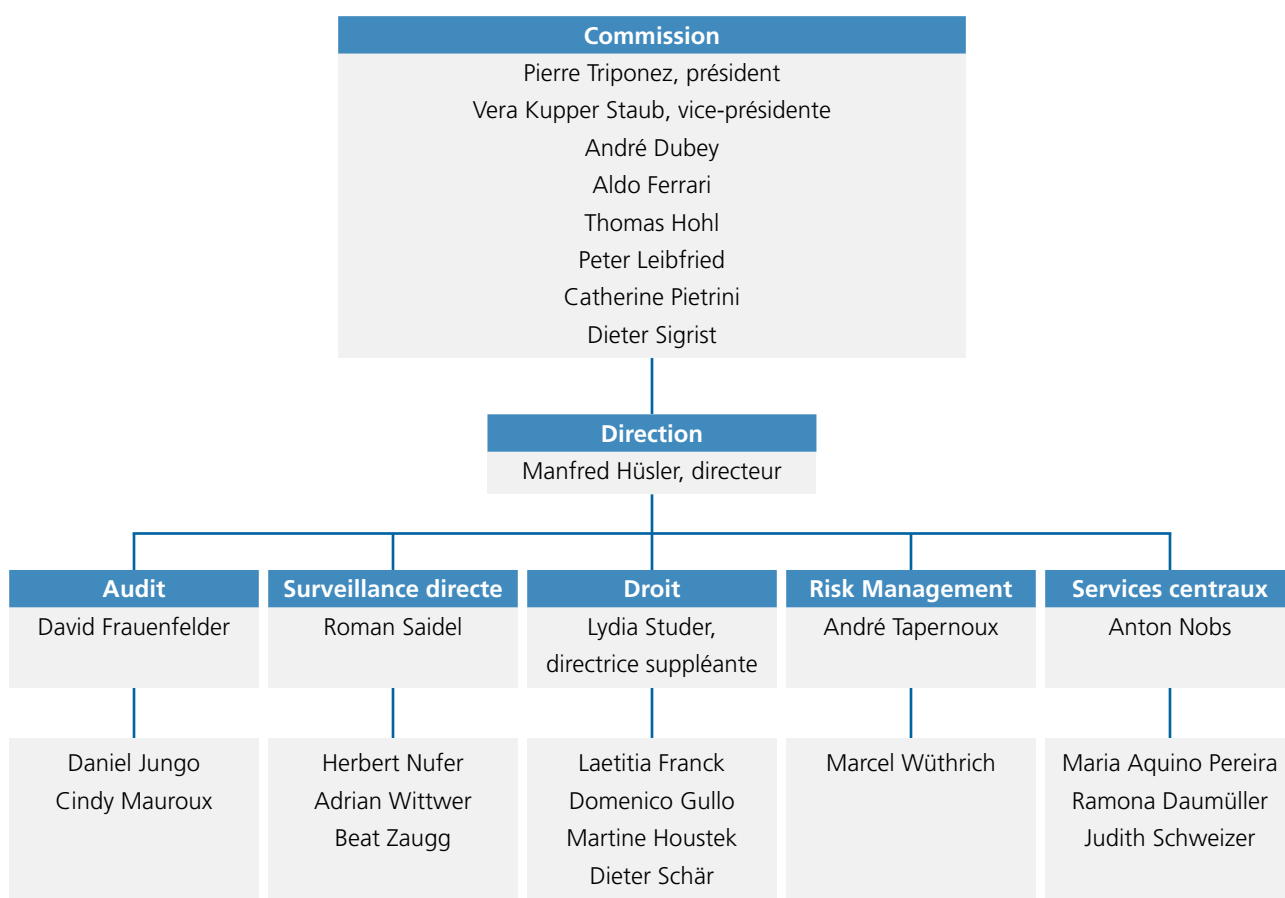 Commission
Pierre Triponez, président
Vera Kupper Staub, vice-présidente
André Dubey
Aldo Ferrari
Thomas Hohl
Peter Leibfried
Catherine Pietrini
Dieter Sigrist
Direction
Manfred Hüsler, directeur
Audit
David Frauenfelder
Daniel Jungo
Cindy Mauroux
Surveillance directe
Roman Saidel
Herbert Nufer
Adrian Wittwer
Beat Zaugg
Droit
Lydia Studer,
directrice suppléante
Laetitia Franck
Domenico Gullo
Martine Houstek
Dieter Schär
Risk Management
André Tapernoux
Marcel Wüthrich
Services centraux
Anton Nobs
Maria Aquino Pereira
Ramona Daumüller
Judith Schweizer